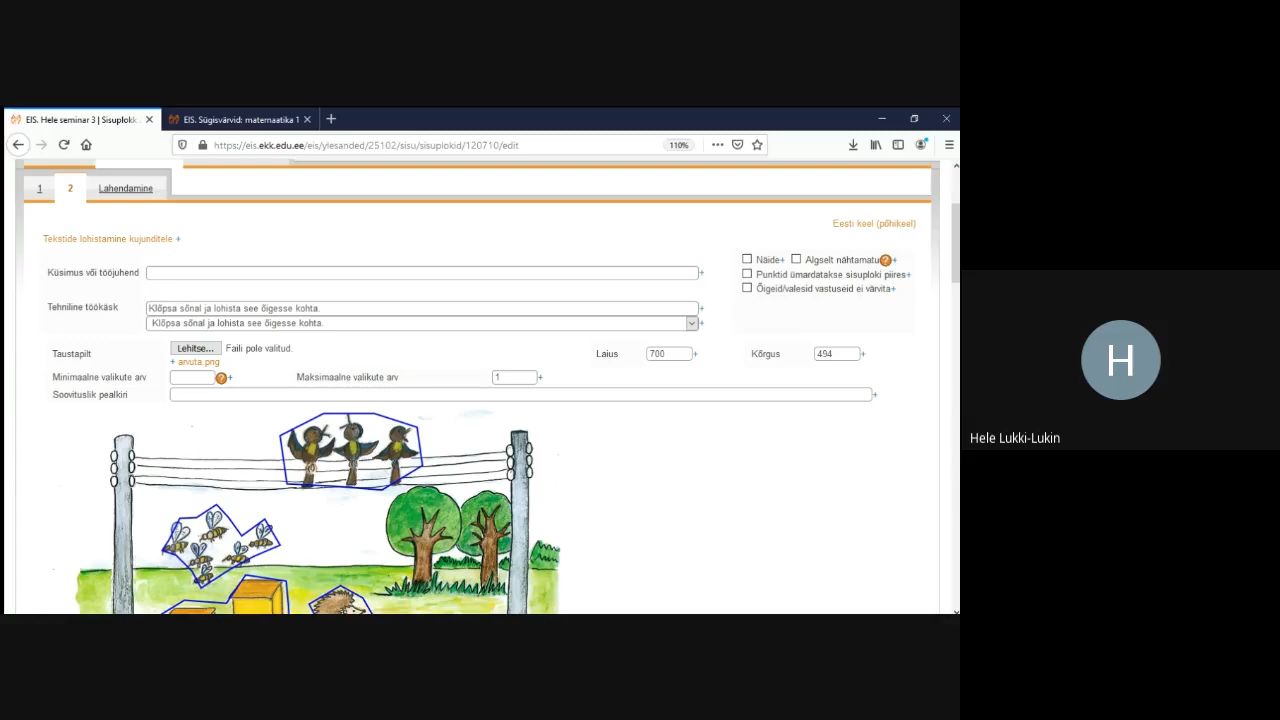 EIS. Hele seminar 3 | Sisuplokk
EIS. Sügisvärvid: matemaatika 1
https://eis.ekk.edu.ee/eis/ylesanded/25102/sisu/sisuplokid/120710/edit
110%
1 2 Lahendamine
Eesti keel (põhikeel)
Tekstide lohistamine kujunditele +
Näide+ Algselt nähtamatu ?+
Küsimus või tööjuhend +
Punktid ümardatakse sisuploki piires+
Õigeid/valesid vastuseid ei värvita+
Tehniline töökäsk Klõpsa sõnal ja lohista see õigesse kohta. +
Klõpsa sõnal ja lohista see õigesse kohta. +
Taustapilt Lehitse... Faili pole valitud. Laius 700 + Kõrgus 494 +
+ arvuta.png
Minimaalne valikute arv ?+ Maksimaalne valikute arv 1 +
Soovituslik pealkiri +
H
Hele Lukki-Lukin